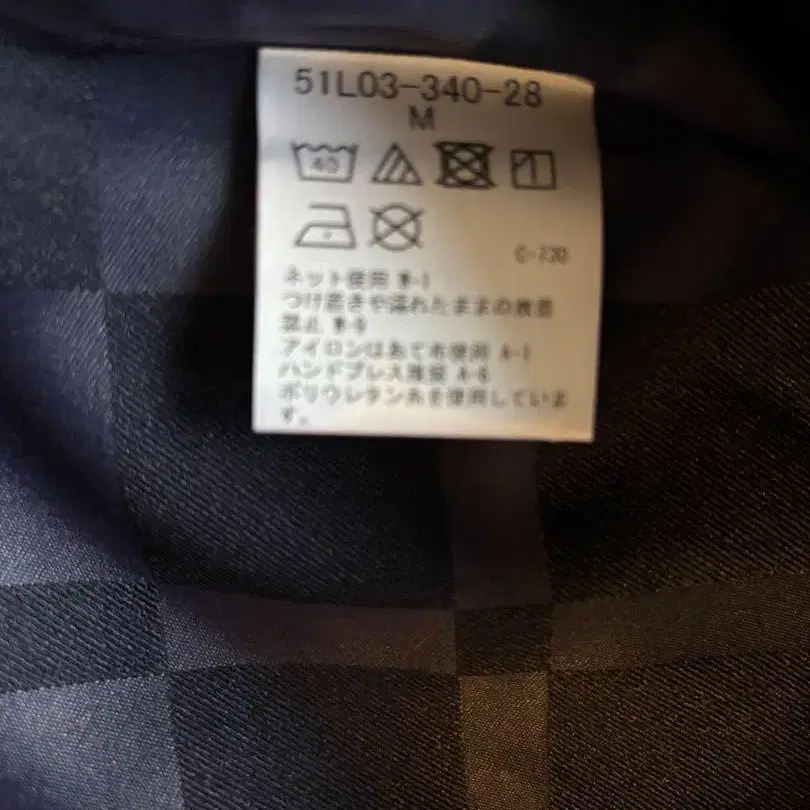 51L03-340-28
M
40
C-730
ネット使用 W-1
つけ置きや濡れたままの放置
禁止 W-9
アイロンはあて布使用 A-1
ハンドプレス推奨 A-6
ポリウレタン糸を使用していま
す。